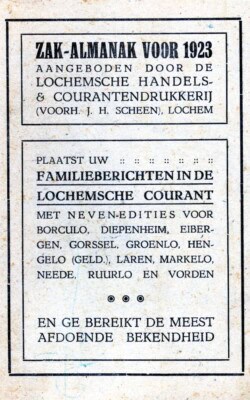 ZAK-ALMANAK VOOR 1923
AANGEBODEN DOOR DE
LOCHEMSCHE HANDELS-
& COURANTENDRUKKERIJ
(VOORH. J. H. SCHEEN), LOCHEM
PLAATST UW :: :: :: :: :: :: ::
FAMILIEBERICHTEN IN DE
LOCHEMSCHE COURANT
MET NEVEN-EDITIES VOOR
BORCULO, DIEPENHEIM, EIBER-
GEN, GORSSEL, GROENLO, HEN-
GELO (GELD.), LAREN, MARKELO,
NEEDE, RUURLO EN VORDEN
EN GE BEREIKT DE MEEST
AFDOENDE BEKENDHEID